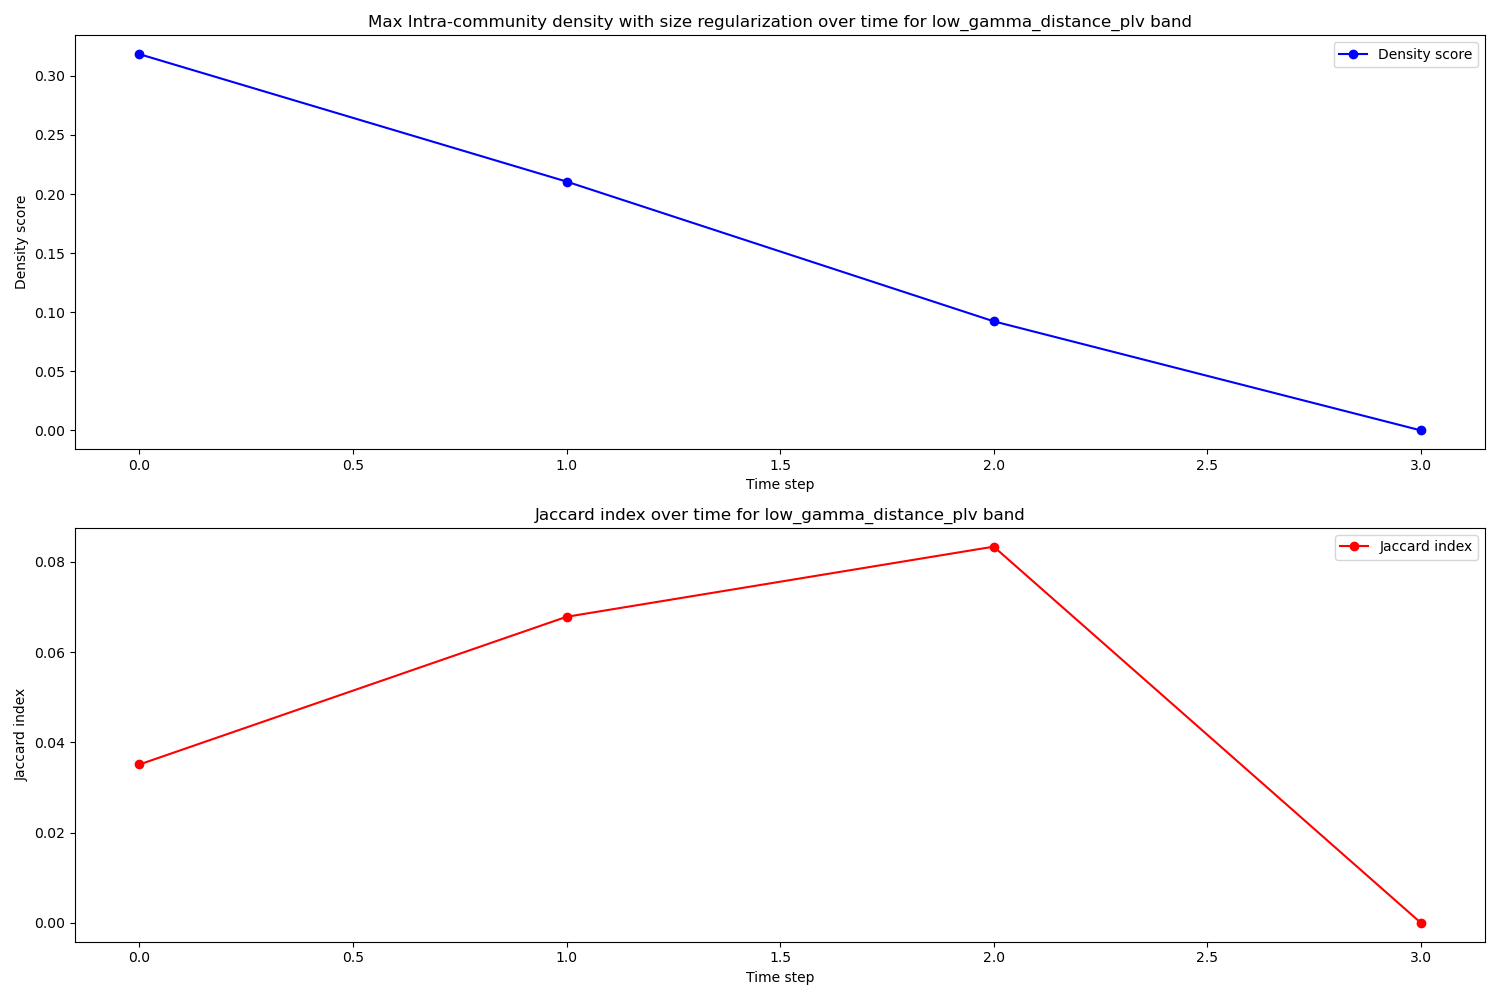 Max Intra-community density with size regularization over time for low_gamma_distance_plv band
Density score
0.30
0.25
0.20
0.15
0.10
0.05
0.00
Density score
0.0 0.5 1.0 1.5 2.0 2.5 3.0
Time step
Jaccard index over time for low_gamma_distance_plv band
Jaccard index
0.08
0.06
0.04
0.02
0.00
Jaccard index
0.0 0.5 1.0 1.5 2.0 2.5 3.0
Time step